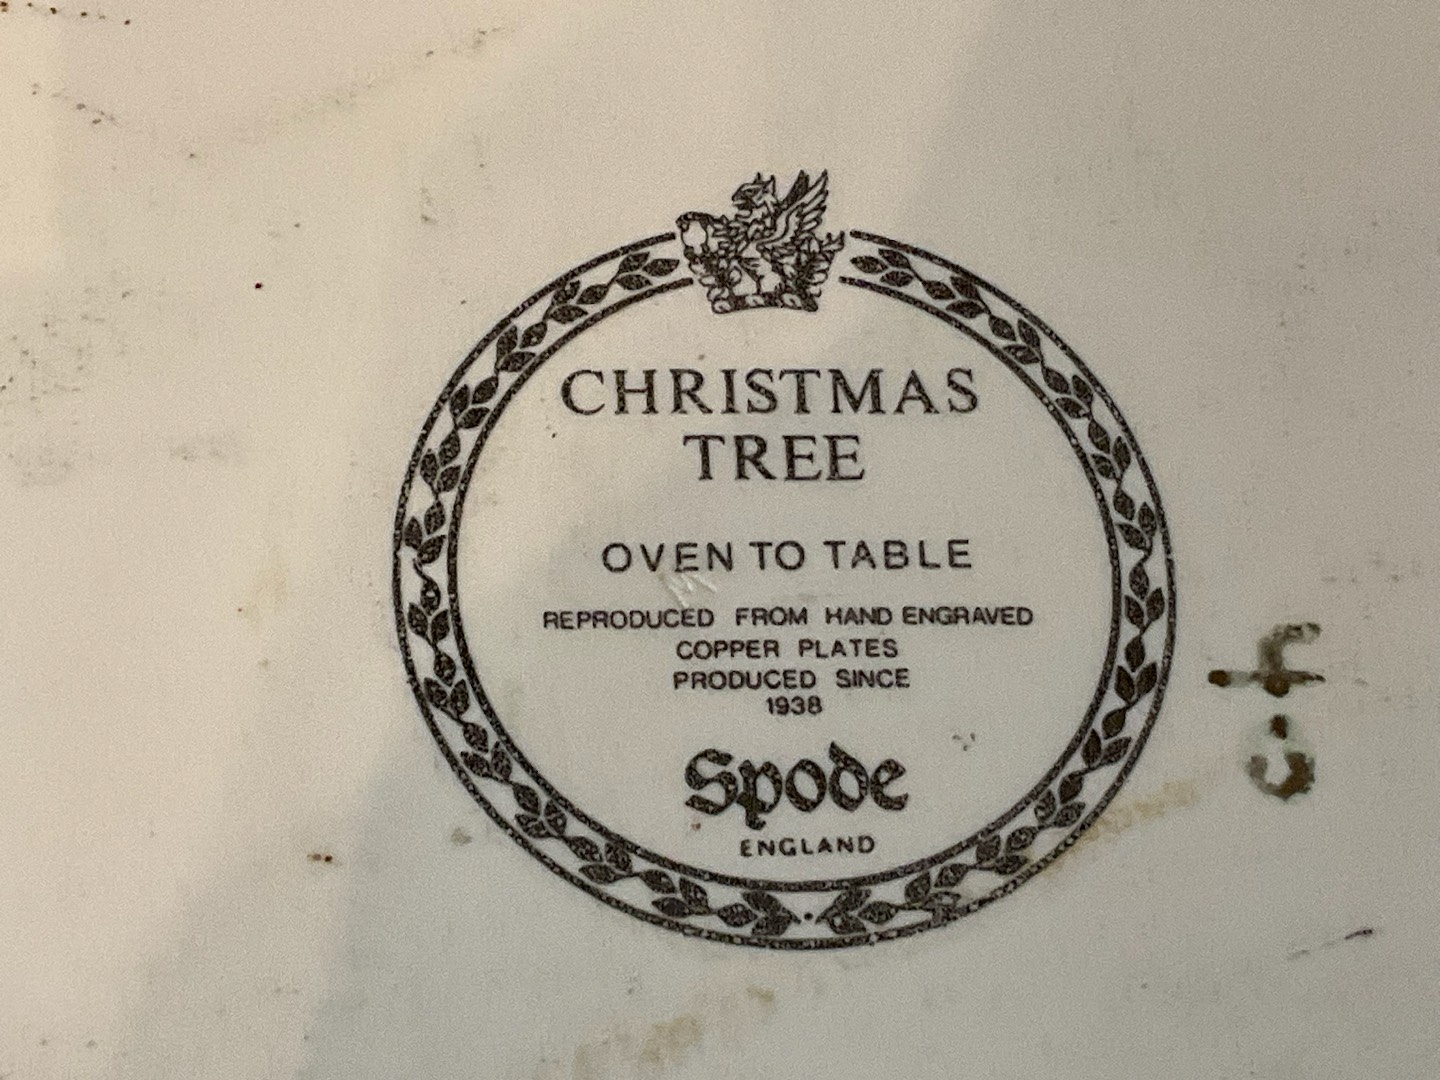 CHRISTMAS
TREE
OVEN TO TABLE
REPRODUCED FROM HAND ENGRAVED
COPPER PLATES
PRODUCED SINCE
1938
Spode
ENGLAND